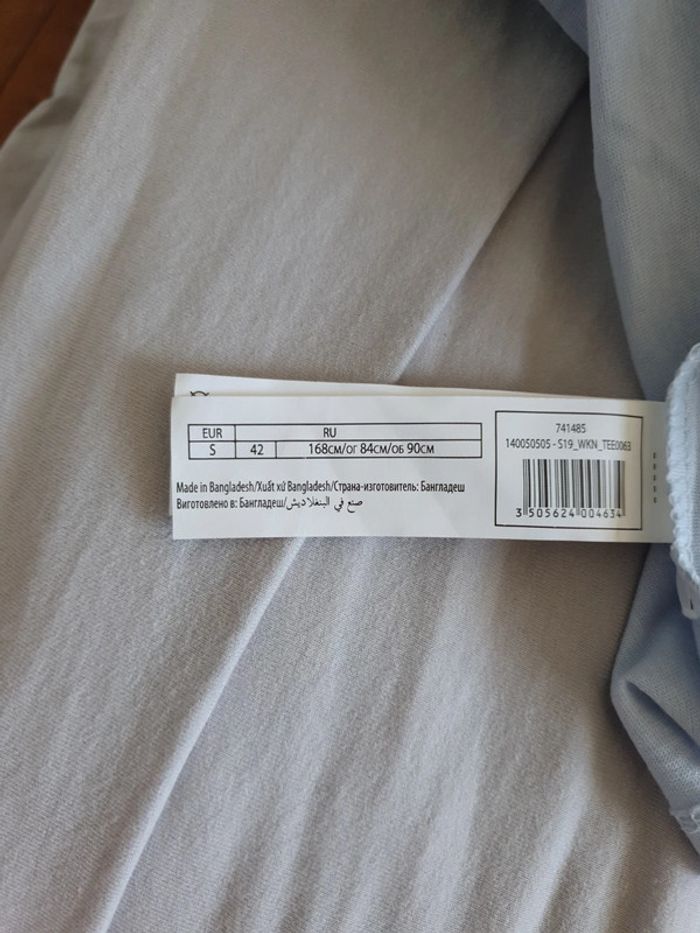 EUR RU
S 42 168СМ/ОГ 84СМ/ОБ 90СМ
Made in Bangladesh/Xuất xứ Bangladesh/Страна-изготовитель: Бангладеш
Виготовлено в: Бангладеш/صنع في البنغلاديش
741485
140050505 - S19_WKN_TEE0063
3 505624 004634